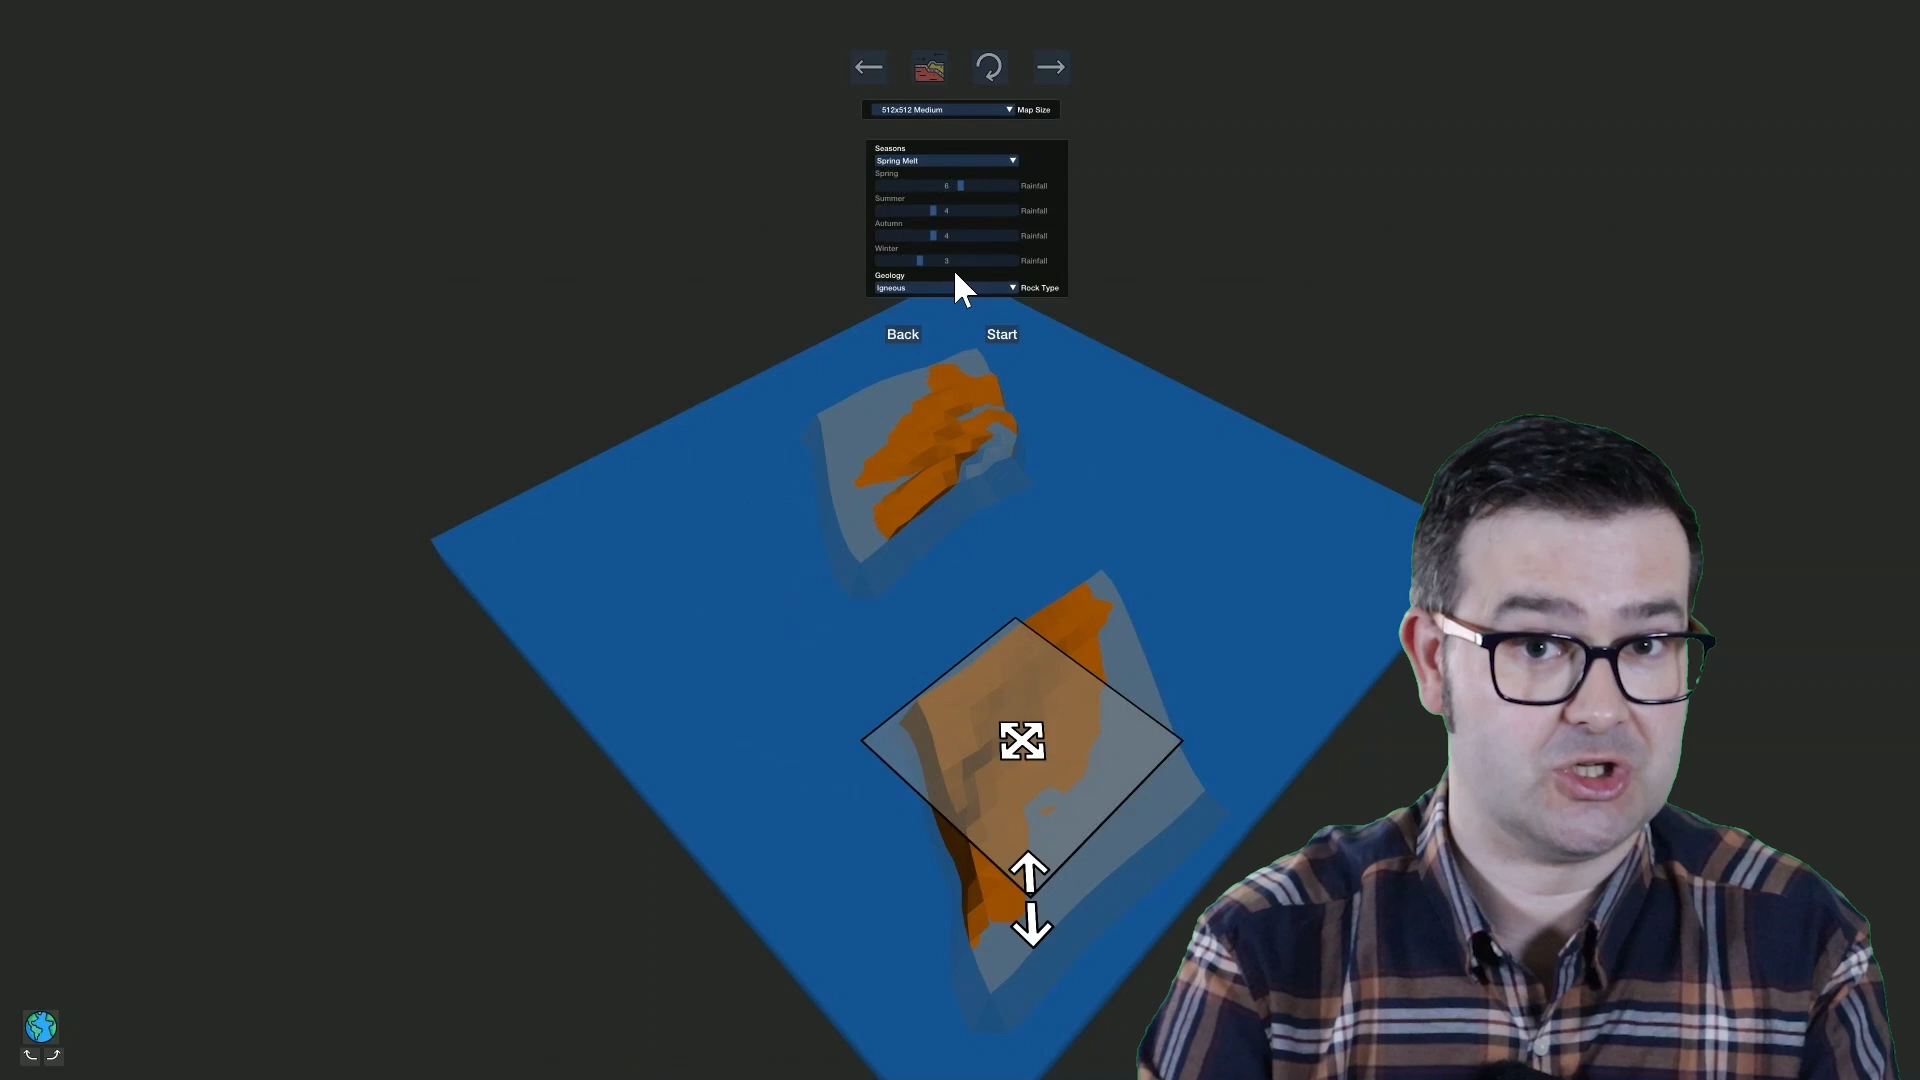 512x512 Medium Map Size
Seasons
Spring Melt
Spring
6 Rainfall
Summer
4 Rainfall
Autumn
4 Rainfall
Winter
3 Rainfall
Geology
Igneous Rock Type
Back Start